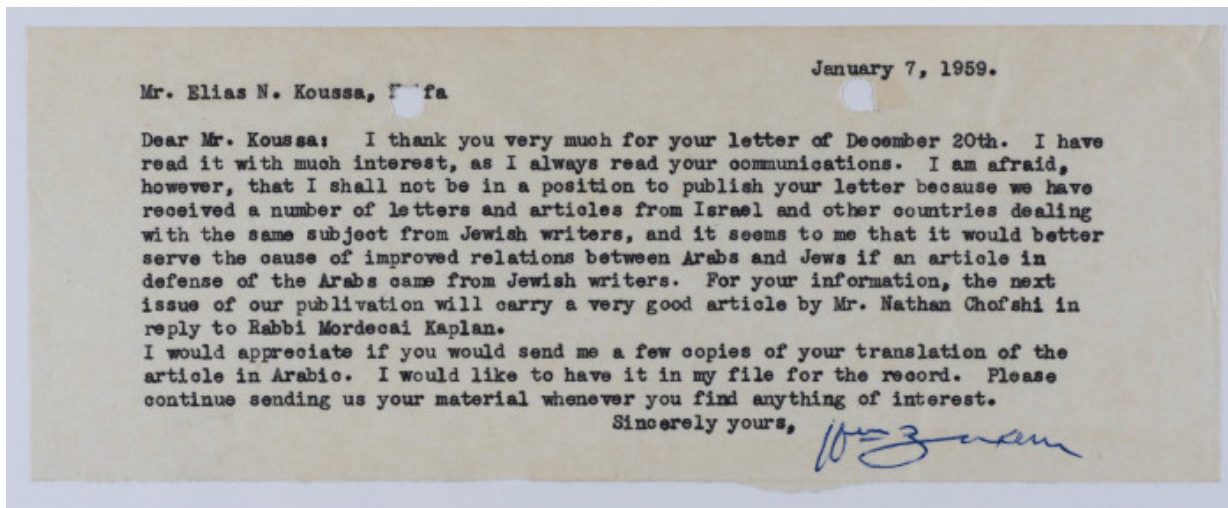 January 7, 1959.
Mr. Elias N. Koussa, fa
Dear Mr. Koussa: I thank you very much for your letter of December 20th. I have
read it with much interest, as I always read your communications. I am afraid,
however, that I shall not be in a position to publish your letter because we have
received a number of letters and articles from Israel and other countries dealing
with the same subject from Jewish writers, and it seems to me that it would better
serve the cause of improved relations between Arabs and Jews if an article in
defense of the Arabs came from Jewish writers. For your information, the next
issue of our publivation will carry a very good article by Mr. Nathan Chofshi in
reply to Rabbi Mordecai Kaplan.
I would appreciate if you would send me a few copies of your translation of the
article in Arabic. I would like to have it in my file for the record. Please
continue sending us your material whenever you find anything of interest.
Sincerely yours,